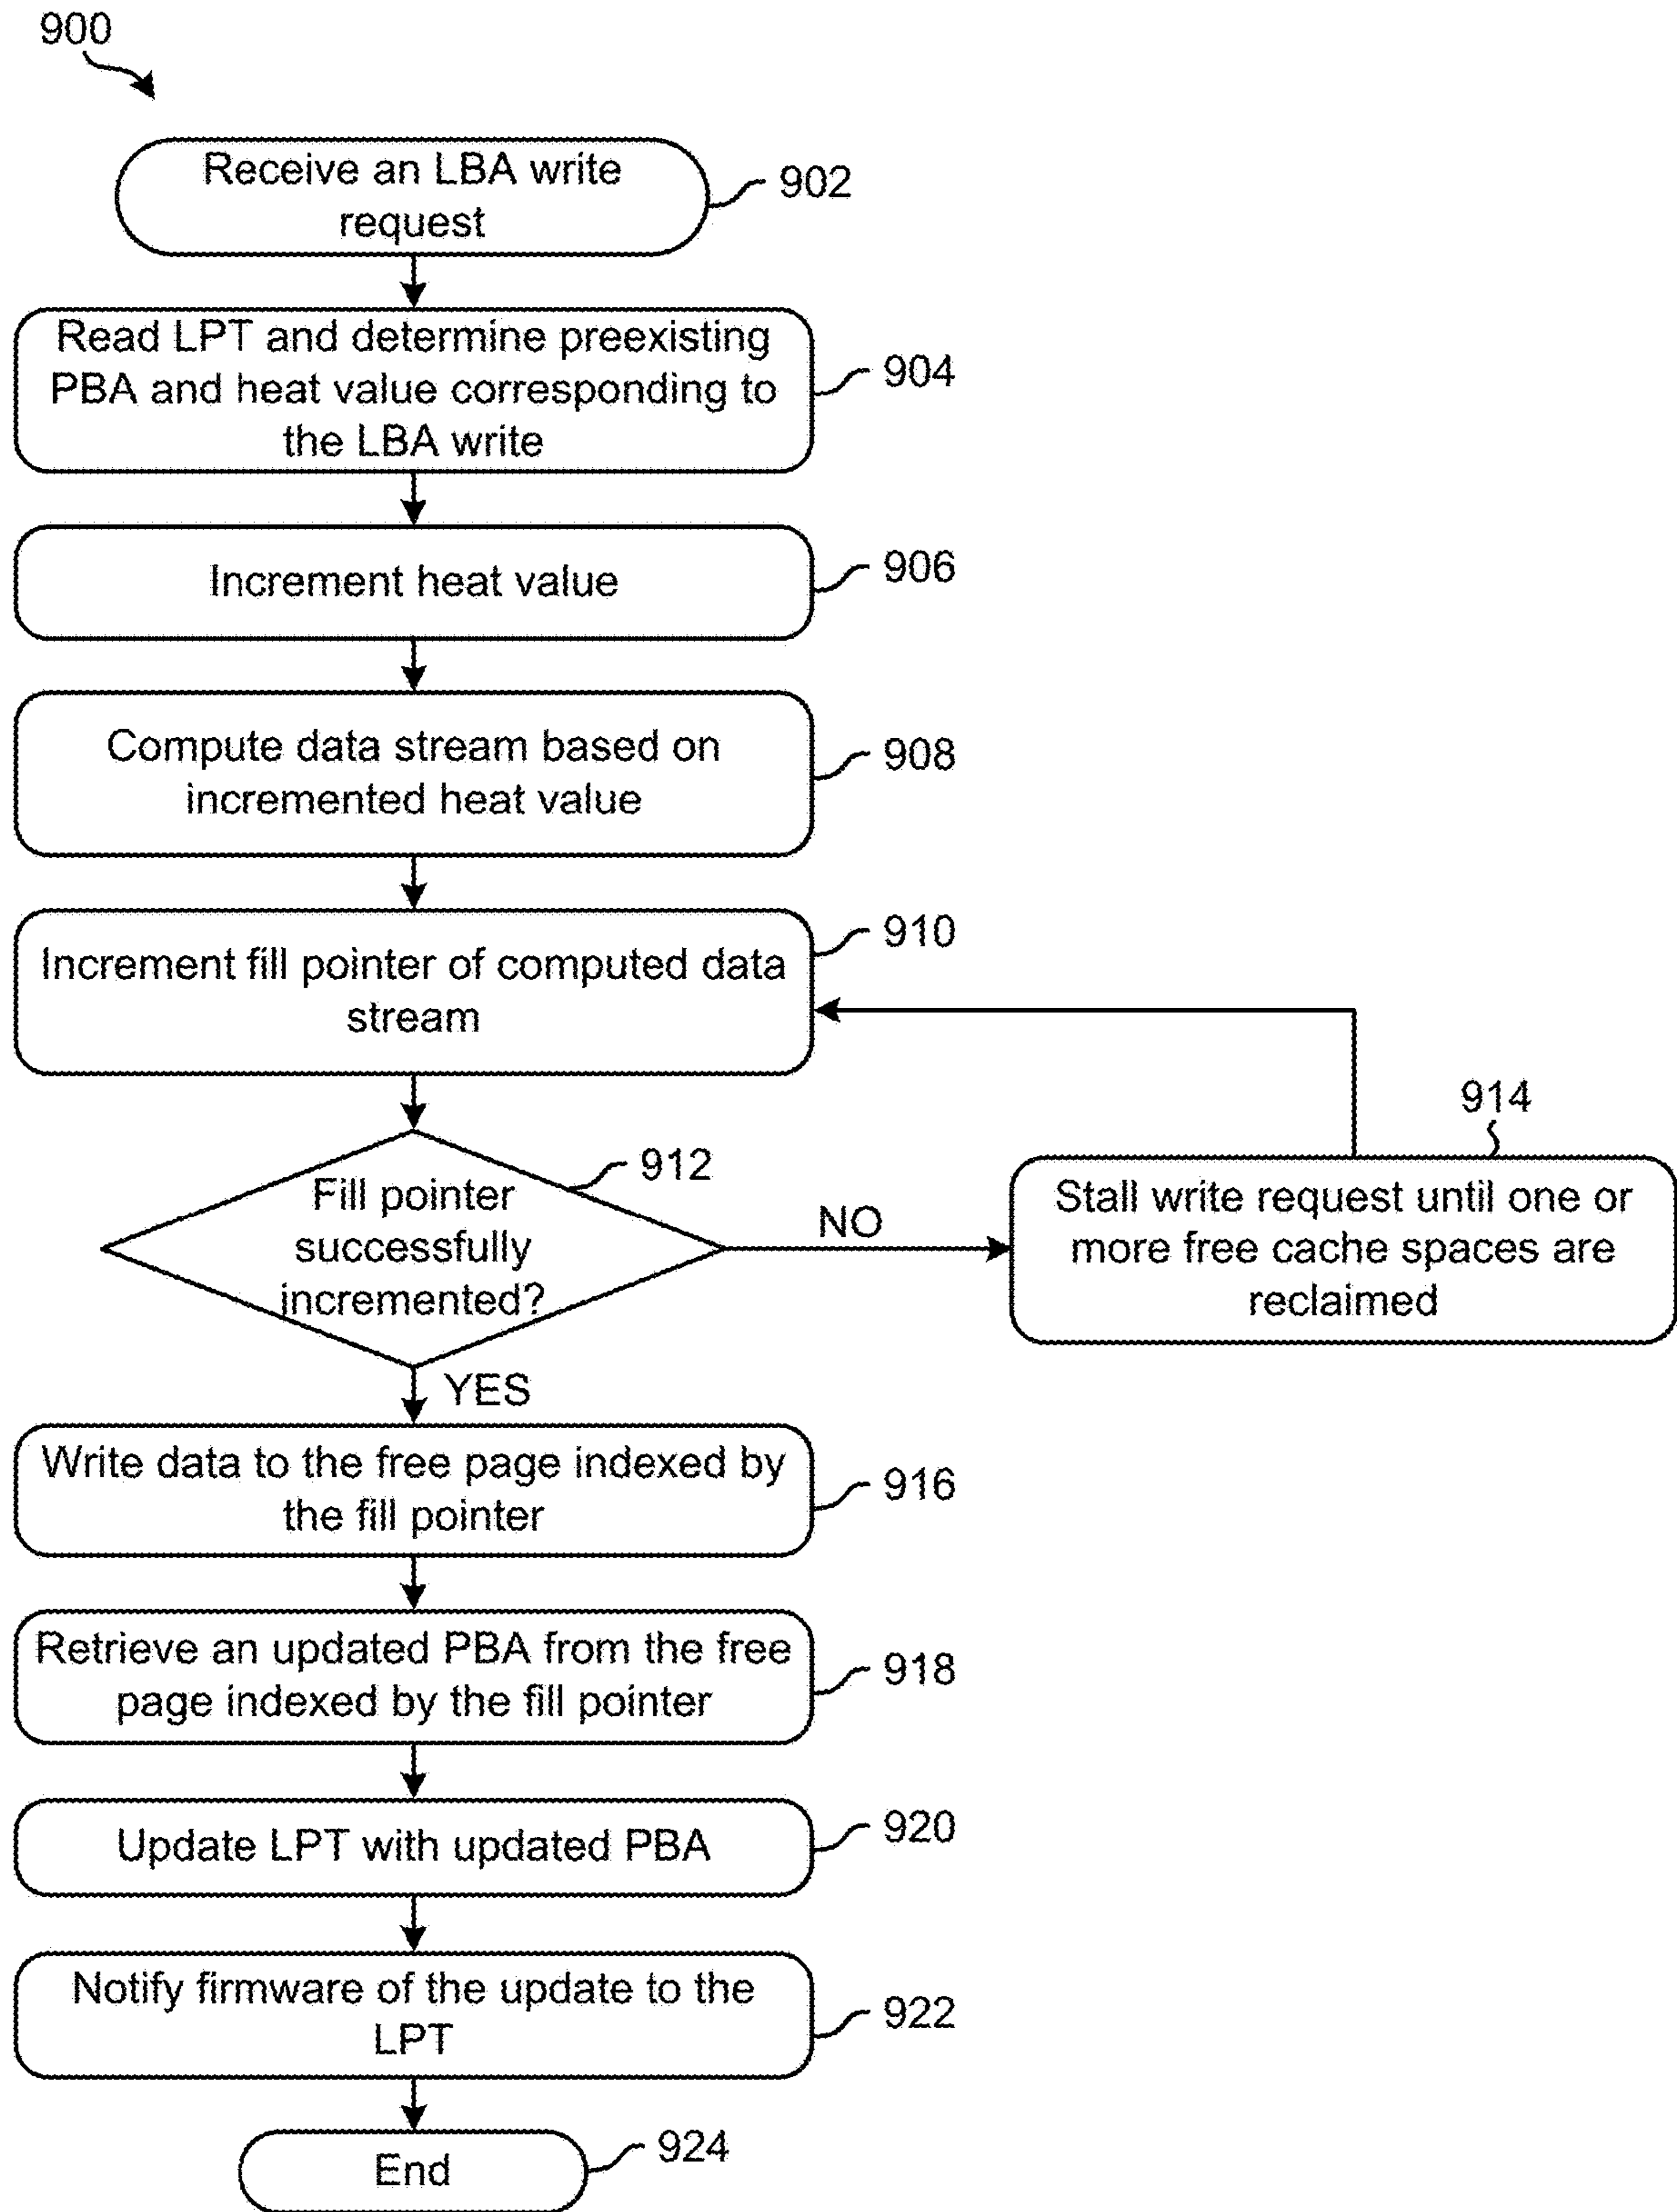 900
Receive an LBA write
request
902
Read LPT and determine preexisting
PBA and heat value corresponding to
the LBA write
904
Increment heat value
906
Compute data stream based on
incremented heat value
908
Increment fill pointer of computed data
stream
910
Fill pointer
successfully
incremented?
912
NO
914
Stall write request until one or
more free cache spaces are
reclaimed
YES
Write data to the free page indexed by
the fill pointer
916
Retrieve an updated PBA from the free
page indexed by the fill pointer
918
Update LPT with updated PBA
920
Notify firmware of the update to the
LPT
922
End
924